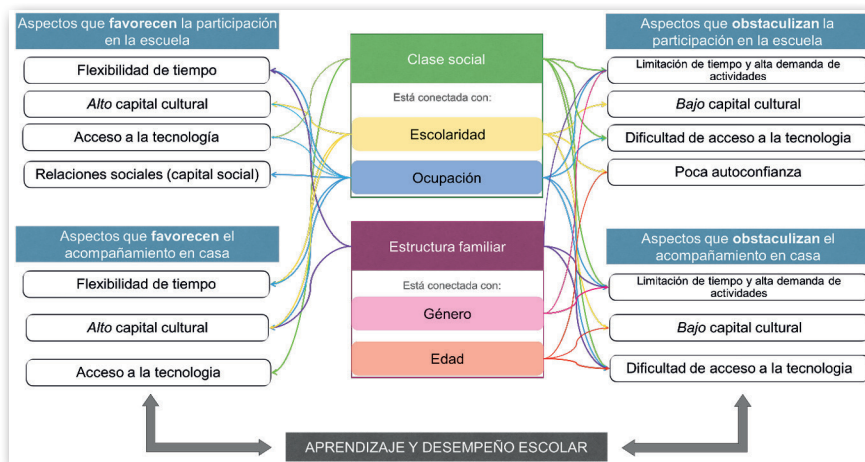 Aspectos que favorecen la participación
en la escuela
Flexibilidad de tiempo
Alto capital cultural
Acceso a la tecnología
Relaciones sociales (capital social)
Aspectos que favorecen el
acompañamiento en casa
Flexibilidad de tiempo
Alto capital cultural
Acceso a la tecnologia
Clase social
Está conectada con:
Escolaridad
Ocupación
Estructura familiar
Está conectada con:
Género
Edad
Aspectos que obstaculizan la
participación en la escuela
Limitación de tiempo y alta demanda de
actividades
Bajo capital cultural
Dificultad de acceso a la tecnologia
Poca autoconfianza
Aspectos que obstaculizan el
acompañamiento en casa
Limitación de tiempo y alta demanda de
actividades
Bajo capital cultural
Dificultad de acceso a la tecnologia
APRENDIZAJE Y DESEMPEÑO ESCOLAR